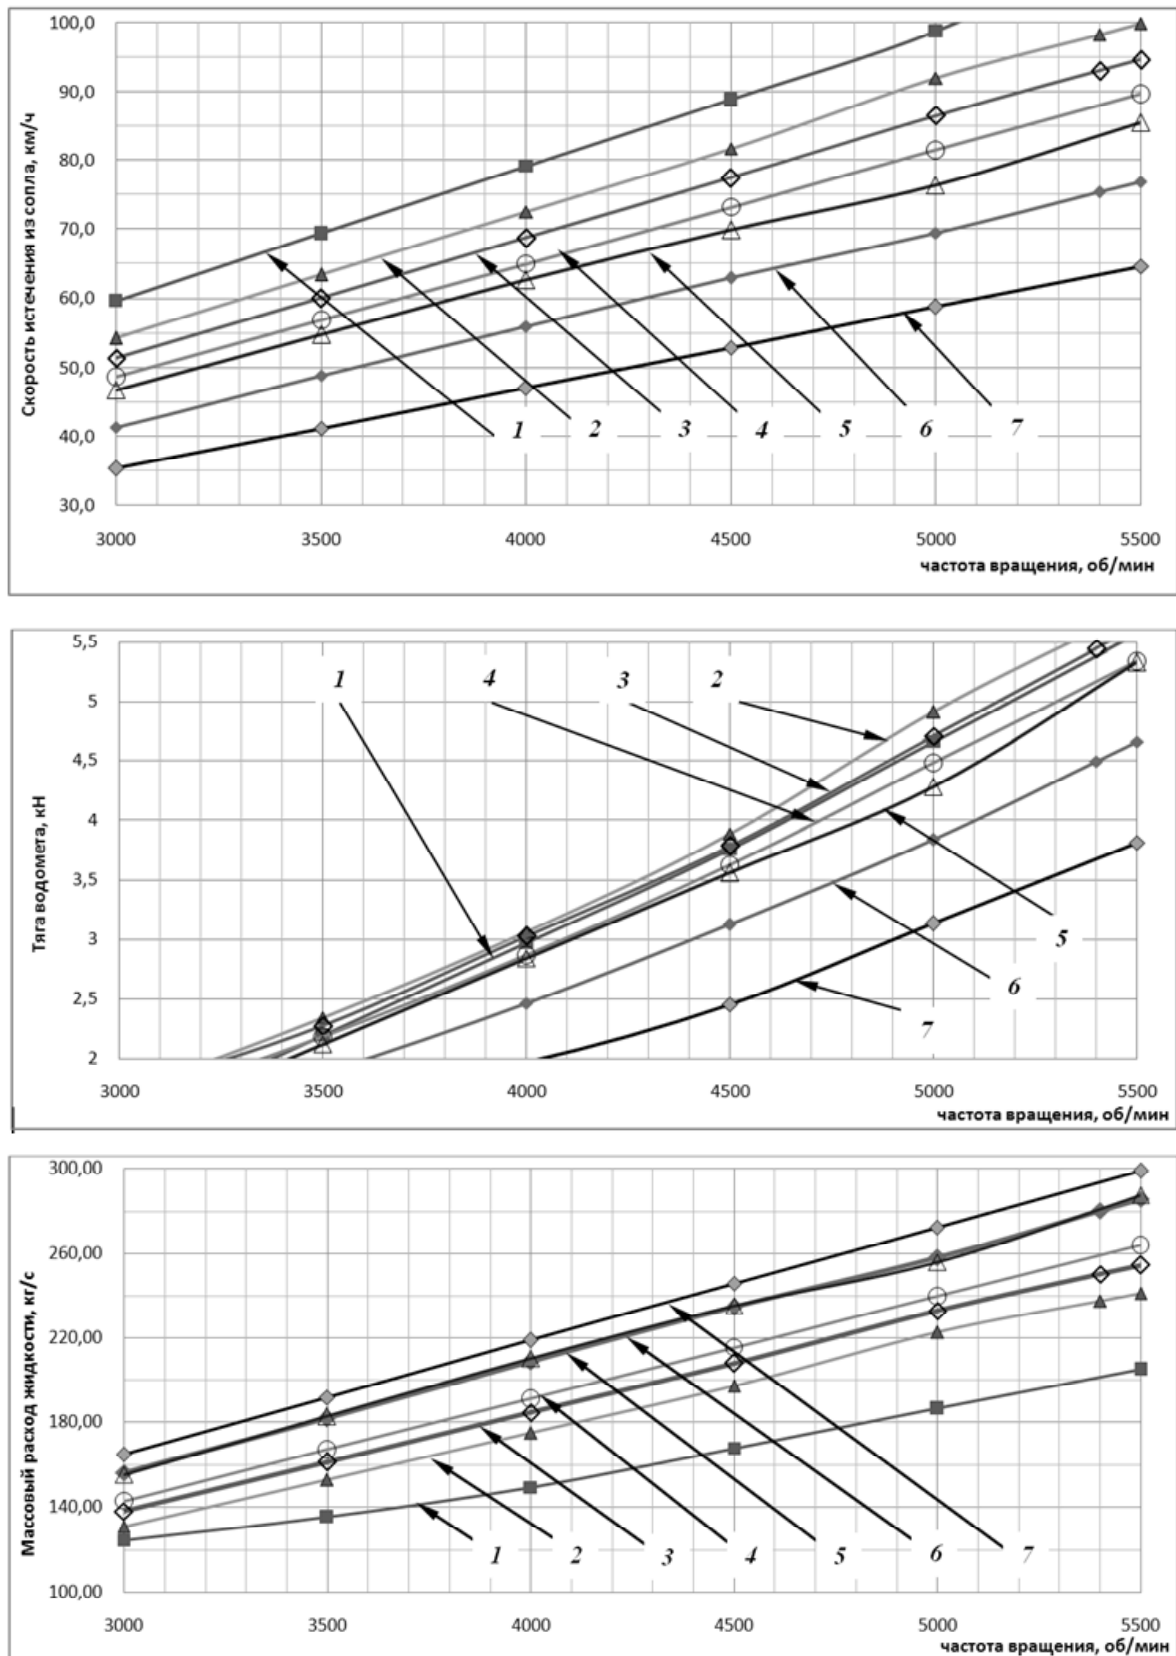 100,0
90,0
80,0
70,0
60,0
50,0
40,0
30,0
Скорость истечения из сопла, км/ч
1 2 3 4 5 6 7
3000 3500 4000 4500 5000 5500
частота вращения, об/мин
5,5
5
4,5
4
3,5
3
2,5
2
Тяга водомета, кН
1 4 3 2
5
6
7
3000 3500 4000 4500 5000 5500
частота вращения, об/мин
300,00
260,00
220,00
180,00
140,00
100,00
Массовый расход жидкости, кг/с
1 2 3 4 5 6 7
3000 3500 4000 4500 5000 5500
частота вращения, об/мин